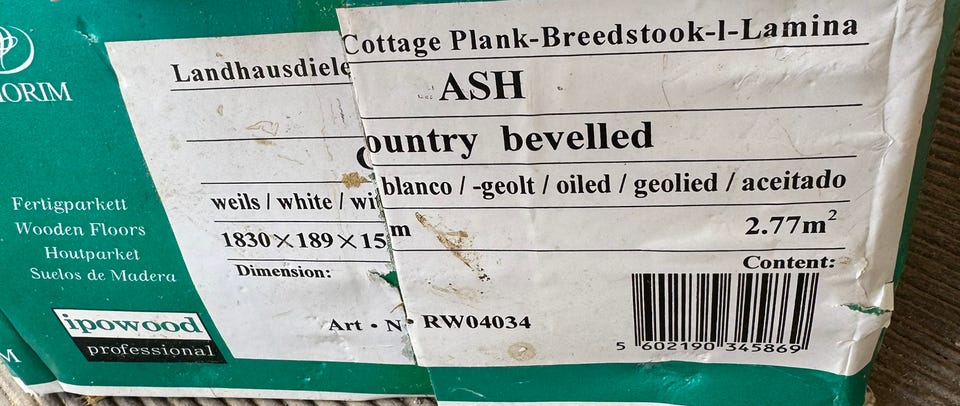 ORIM
Landhausdiele Cottage Plank-Breedstook-l-Lamina
ASH
Country bevelled
weils / white / wi blanco / -geolt / oiled / geolied / aceitado
1830×189×15 m 2.77m²
Dimension: Content:
Art • N° RW04034
5 602190 345869
Fertigparkett
Wooden Floors
Houtparket
Suelos de Madera
ipowood
professional
M